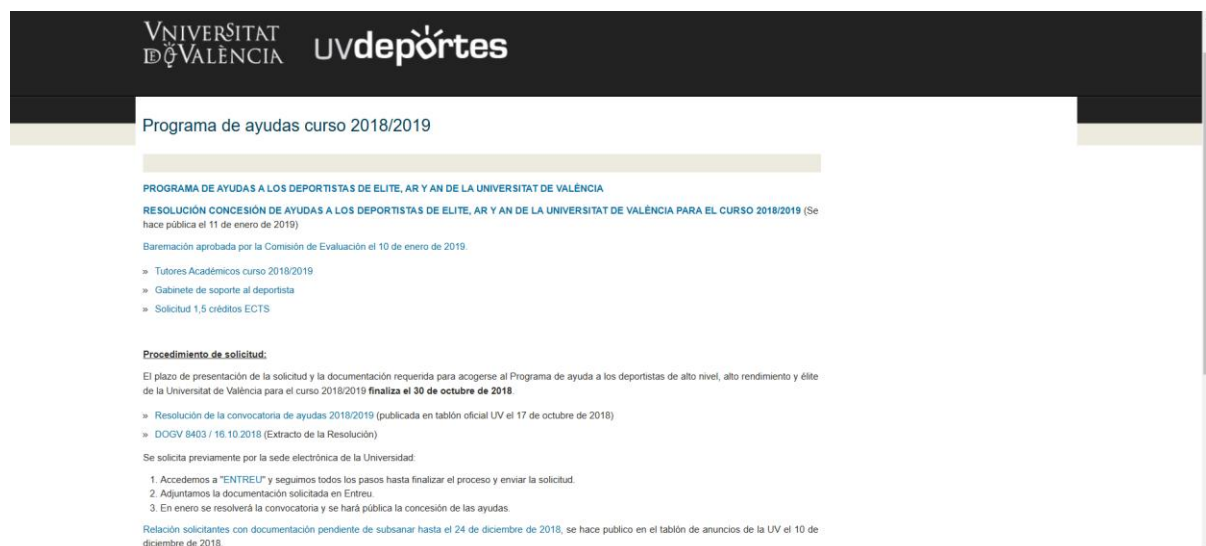 VNIVERSITAT
DE VALÈNCIA
uvdepòrtes
Programa de ayudas curso 2018/2019
PROGRAMA DE AYUDAS A LOS DEPORTISTAS DE ELITE, AR Y AN DE LA UNIVERSITAT DE VALÈNCIA
RESOLUCIÓN CONCESIÓN DE AYUDAS A LOS DEPORTISTAS DE ELITE, AR Y AN DE LA UNIVERSITAT DE VALÈNCIA PARA EL CURSO 2018/2019 (Se
hace pública el 11 de enero de 2019)
Baremación aprobada por la Comisión de Evaluación el 10 de enero de 2019.
» Tutores Académicos curso 2018/2019
» Gabinete de soporte al deportista
» Solicitud 1,5 créditos ECTS
Procedimiento de solicitud:
El plazo de presentación de la solicitud y la documentación requerida para acogerse al Programa de ayuda a los deportistas de alto nivel, alto rendimiento y élite
de la Universitat de València para el curso 2018/2019 finaliza el 30 de octubre de 2018.
» Resolución de la convocatoria de ayudas 2018/2019 (publicada en tablón oficial UV el 17 de octubre de 2018)
» DOGV 8403 / 16.10.2018 (Extracto de la Resolución)
Se solicita previamente por la sede electrónica de la Universidad:
1. Accedemos a "ENTREU" y seguimos todos los pasos hasta finalizar el proceso y enviar la solicitud.
2. Adjuntamos la documentación solicitada en Entreu.
3. En enero se resolverá la convocatoria y se hará pública la concesión de las ayudas.
Relación solicitantes con documentación pendiente de subsanar hasta el 24 de diciembre de 2018, se hace publico en el tablón de anuncios de la UV el 10 de
diciembre de 2018.